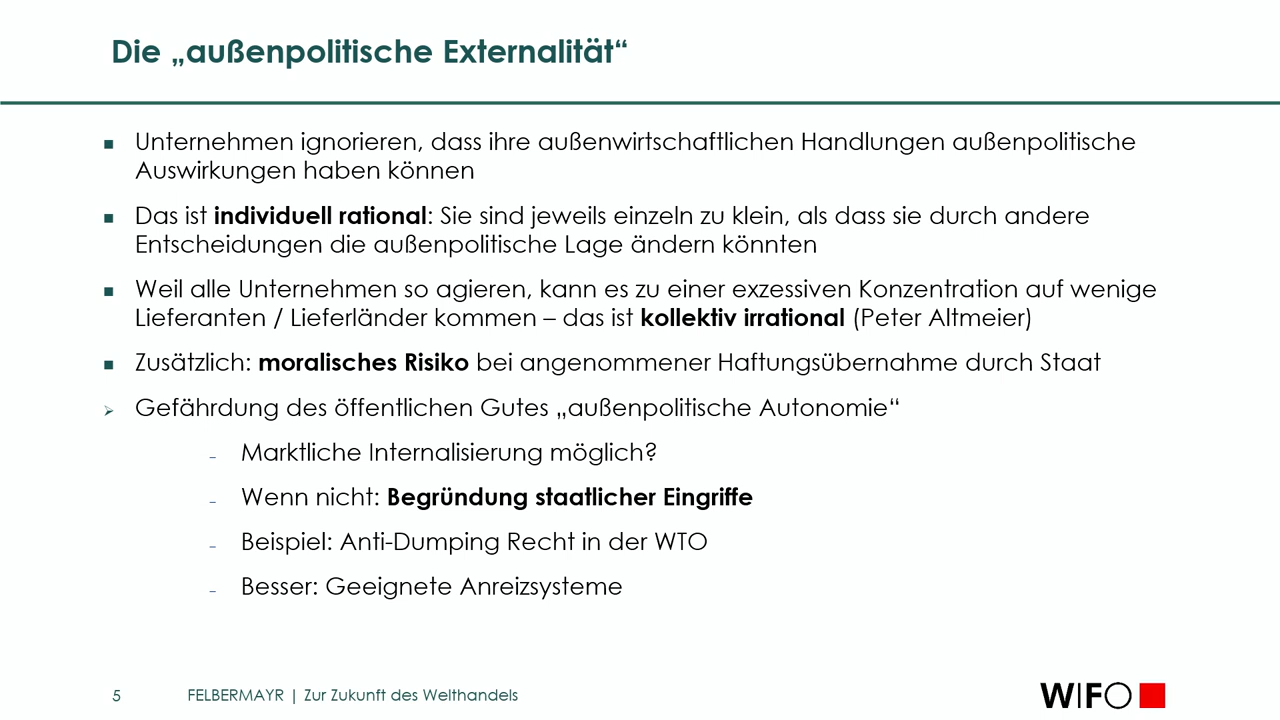 Die „außenpolitische Externalität“
Unternehmen ignorieren, dass ihre außenwirtschaftlichen Handlungen außenpolitische
Auswirkungen haben können
Das ist individuell rational: Sie sind jeweils einzeln zu klein, als dass sie durch andere
Entscheidungen die außenpolitische Lage ändern könnten
Weil alle Unternehmen so agieren, kann es zu einer exzessiven Konzentration auf wenige
Lieferanten / Lieferländer kommen – das ist kollektiv irrational (Peter Altmeier)
Zusätzlich: moralisches Risiko bei angenommener Haftungsübernahme durch Staat
Gefährdung des öffentlichen Gutes „außenpolitische Autonomie“
- Marktliche Internalisierung möglich?
- Wenn nicht: Begründung staatlicher Eingriffe
- Beispiel: Anti-Dumping Recht in der WTO
- Besser: Geeignete Anreizsysteme
5 FELBERMAYR | Zur Zukunft des Welthandels
WIFO